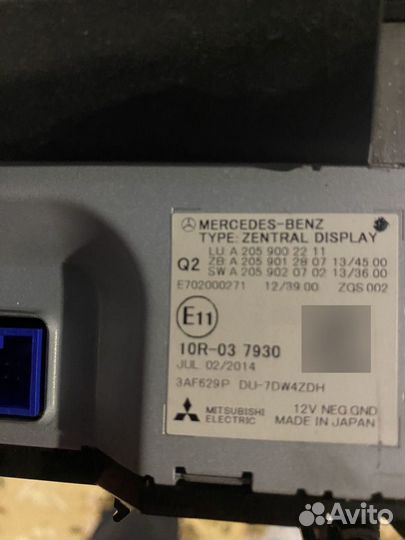 MERCEDES-BENZ
TYPE: ZENTRAL DISPLAY
LU A 205 900 22 11
Q2 ZB A 205 901 28 07 13/45 00
SW A 205 902 07 02 13/36 00
E702000271 12/39 00 ZGS 002
E11
10R-03 7930
JUL 02/2014
3AF629P DU-7DW4ZDH
MITSUBISHI ELECTRIC
12V NEG GND
MADE IN JAPAN
Avito